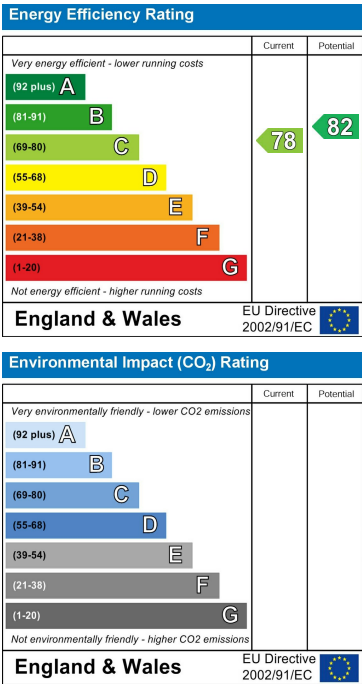 Energy Efficiency Rating
Current Potential
Very energy efficient - lower running costs
(92 plus) A
(81-91) B
(69-80) C
78
82
(55-68) D
(39-54) E
(21-38) F
(1-20) G
Not energy efficient - higher running costs
England & Wales
EU Directive
2002/91/EC
Environmental Impact (CO₂) Rating
Current Potential
Very environmentally friendly - lower CO2 emissions
(92 plus) A
(81-91) B
(69-80) C
(55-68) D
(39-54) E
(21-38) F
(1-20) G
Not environmentally friendly - higher CO2 emissions
England & Wales
EU Directive
2002/91/EC